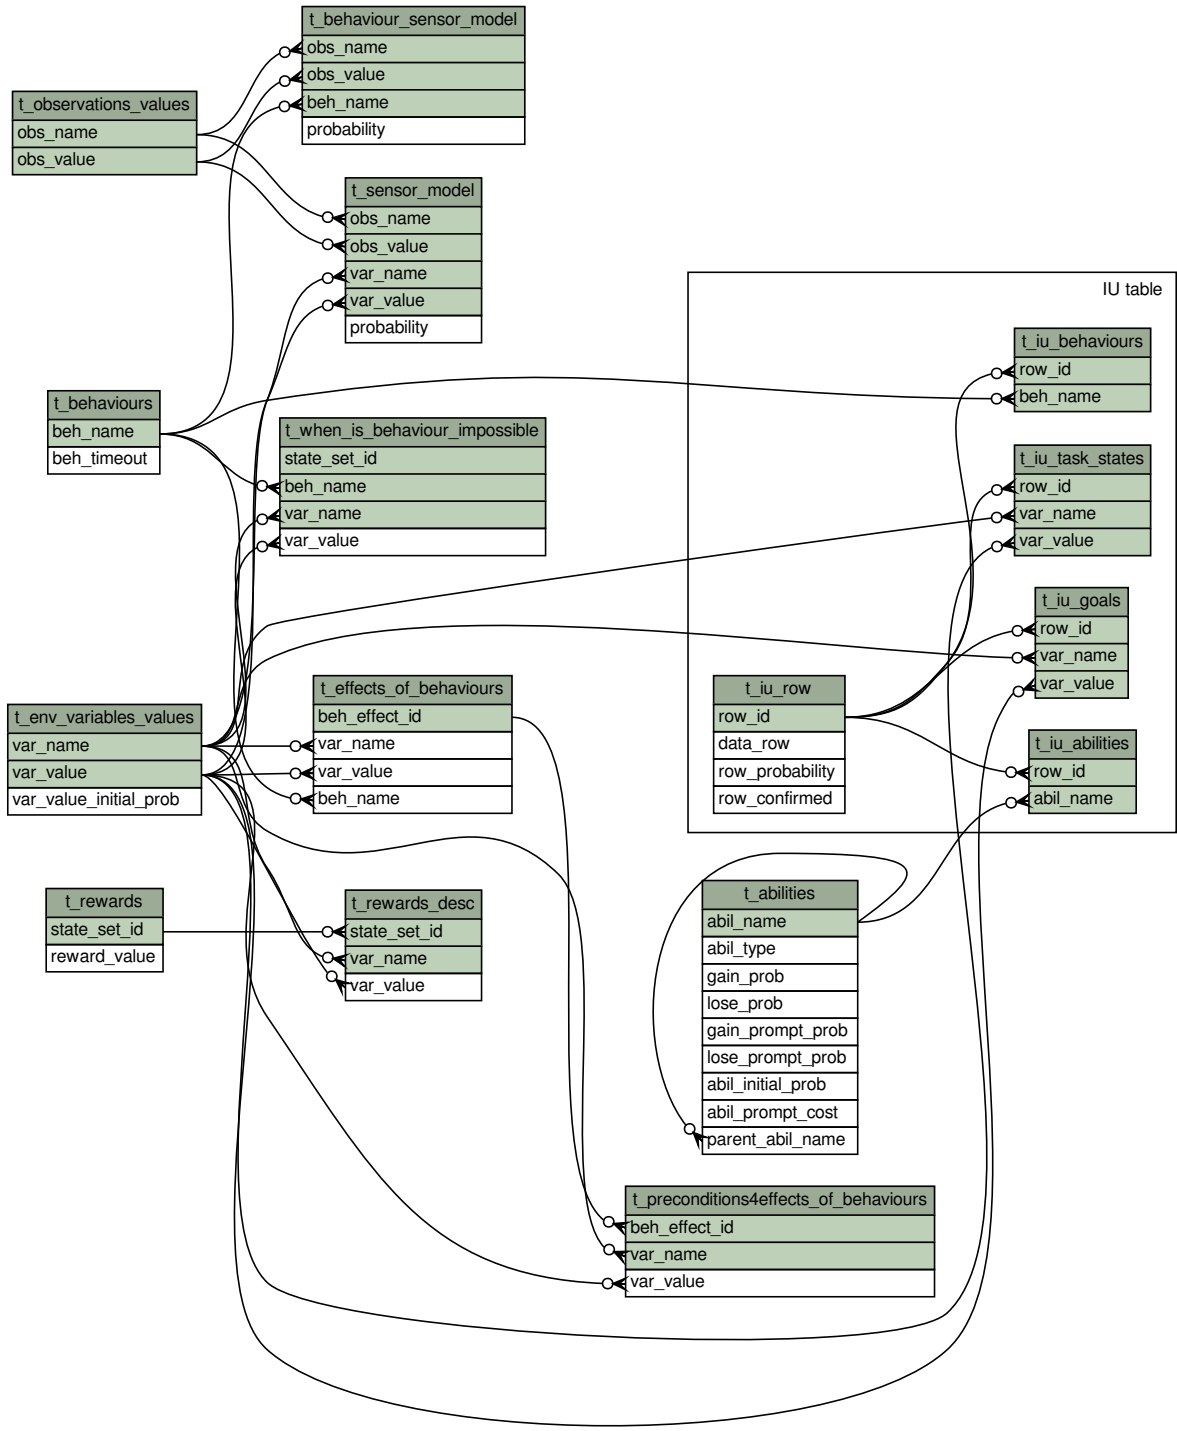 t_behaviour_sensor_model
obs_name
obs_value
beh_name
probability
t_observations_values
obs_name
obs_value
t_sensor_model
obs_name
obs_value
var_name
var_value
probability
IU table
t_iu_behaviours
row_id
beh_name
t_behaviours
beh_name
beh_timeout
t_when_is_behaviour_impossible
state_set_id
beh_name
var_name
var_value
t_iu_task_states
row_id
var_name
var_value
t_iu_goals
row_id
var_name
var_value
t_env_variables_values
var_name
var_value
var_value_initial_prob
t_effects_of_behaviours
beh_effect_id
var_name
var_value
beh_name
t_iu_row
row_id
data_row
row_probability
row_confirmed
t_iu_abilities
row_id
abil_name
t_rewards
state_set_id
reward_value
t_rewards_desc
state_set_id
var_name
var_value
t_abilities
abil_name
abil_type
gain_prob
lose_prob
gain_prompt_prob
lose_prompt_prob
abil_initial_prob
abil_prompt_cost
parent_abil_name
t_preconditions4effects_of_behaviours
beh_effect_id
var_name
var_value